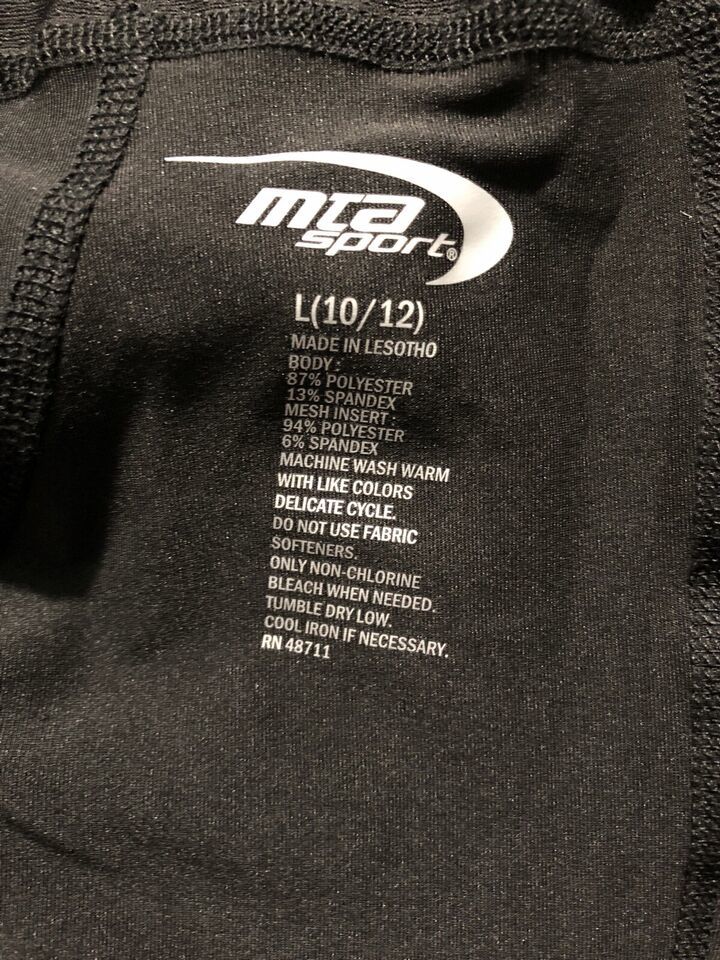 mta
sport®
L(10/12)
MADE IN LESOTHO
BODY :
87% POLYESTER
13% SPANDEX
MESH INSERT :
94% POLYESTER
6% SPANDEX
MACHINE WASH WARM
WITH LIKE COLORS
DELICATE CYCLE.
DO NOT USE FABRIC
SOFTENERS.
ONLY NON-CHLORINE
BLEACH WHEN NEEDED.
TUMBLE DRY LOW.
COOL IRON IF NECESSARY.
RN 48711